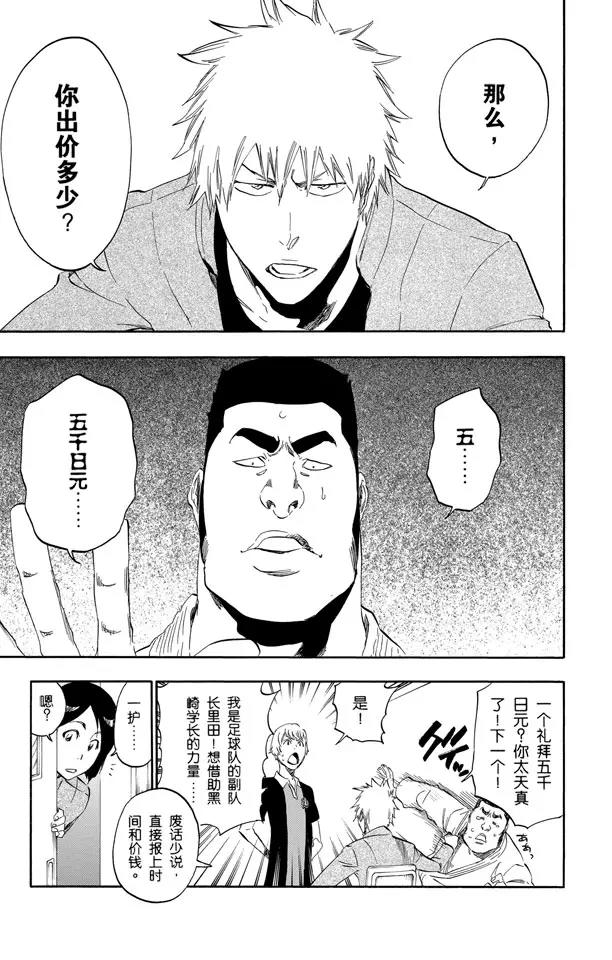 那么，
你出价多少？
五……
五千日元……
一个礼拜五千
日元？你太天真
了！下一个！
ああっ
是！
我是足球队的副队
长里田！想借助黑
崎学长的力量……
废话少说，
直接报上时
间和价钱。
一护……
嗯？